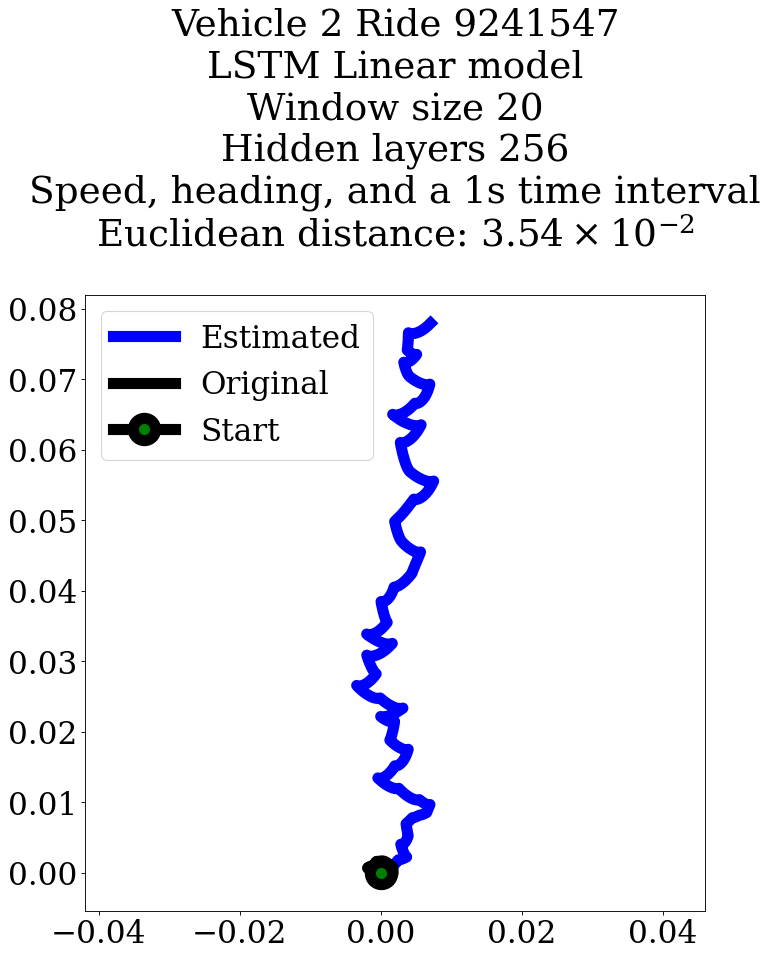 Vehicle 2 Ride 9241547
LSTM Linear model
Window size 20
Hidden layers 256
Speed, heading, and a 1s time interval
Euclidean distance: 3.54 × 10⁻²
Estimated
Original
Start
0.08
0.07
0.06
0.05
0.04
0.03
0.02
0.01
0.00
−0.04 −0.02 0.00 0.02 0.04